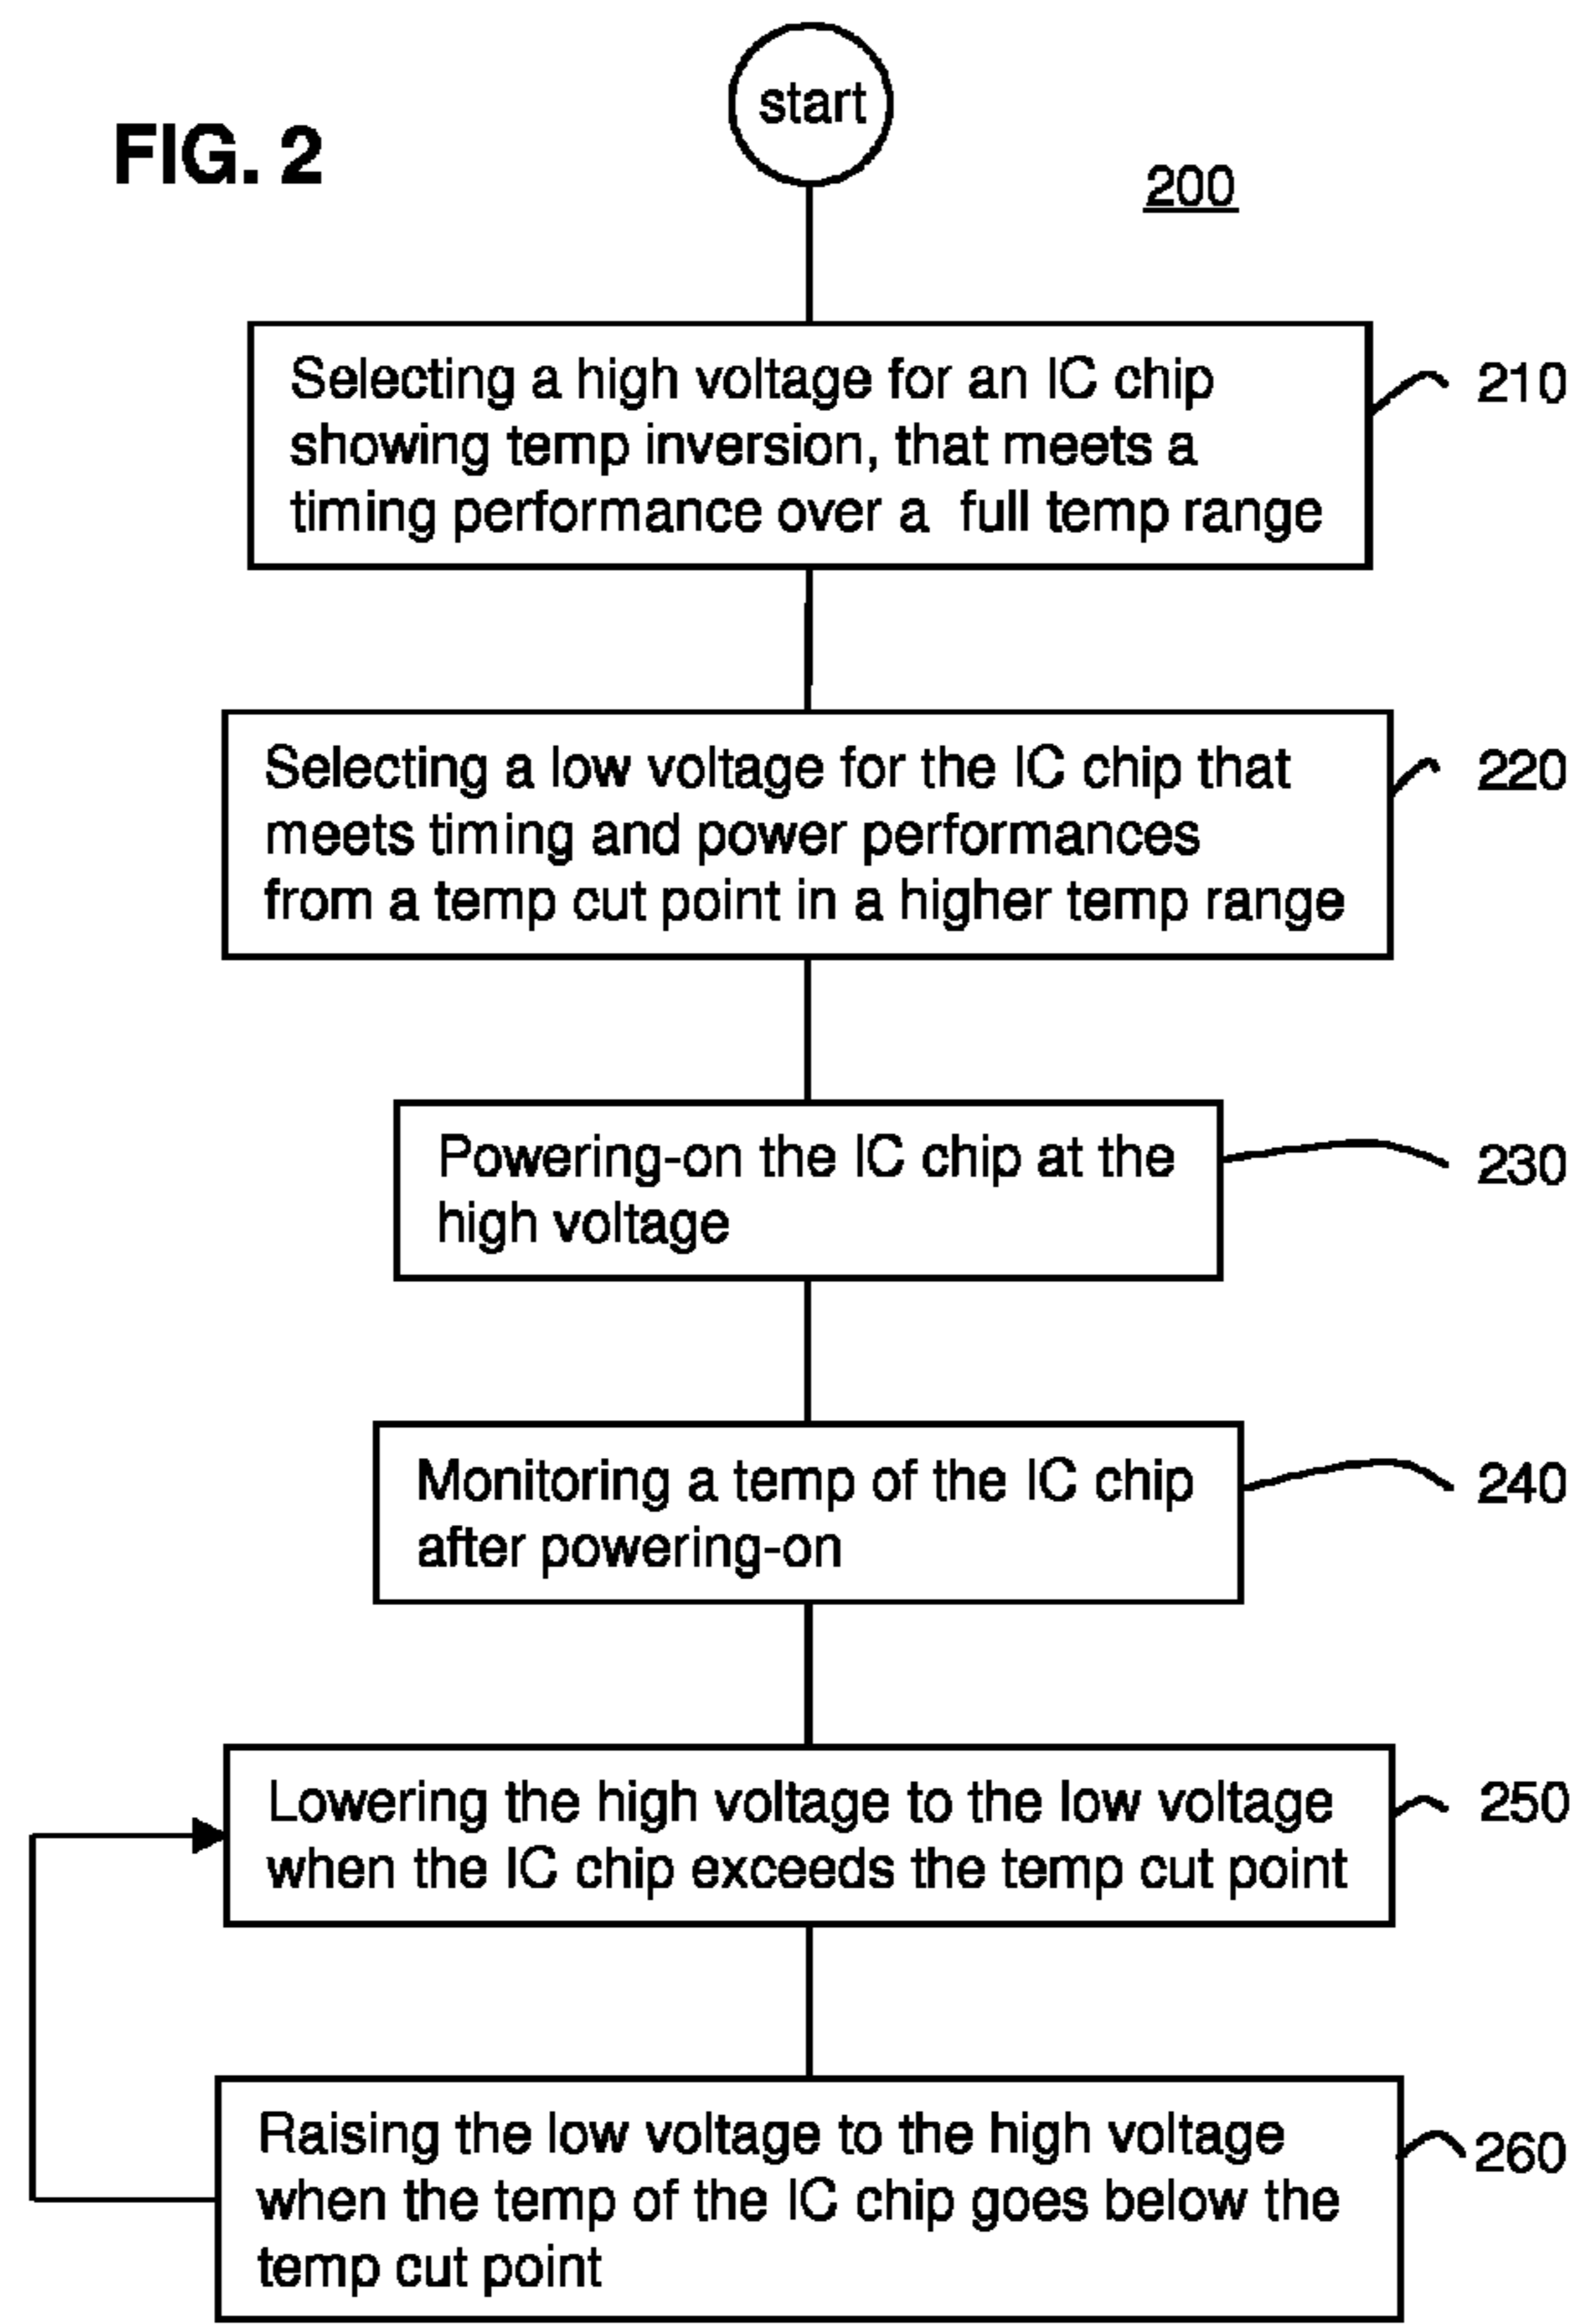 start
FIG. 2
200
Selecting a high voltage for an IC chip
showing temp inversion, that meets a
timing performance over a full temp range
210
Selecting a low voltage for the IC chip that
meets timing and power performances
from a temp cut point in a higher temp range
220
Powering-on the IC chip at the
high voltage
230
Monitoring a temp of the IC chip
after powering-on
240
Lowering the high voltage to the low voltage
when the IC chip exceeds the temp cut point
250
Raising the low voltage to the high voltage
when the temp of the IC chip goes below the
temp cut point
260